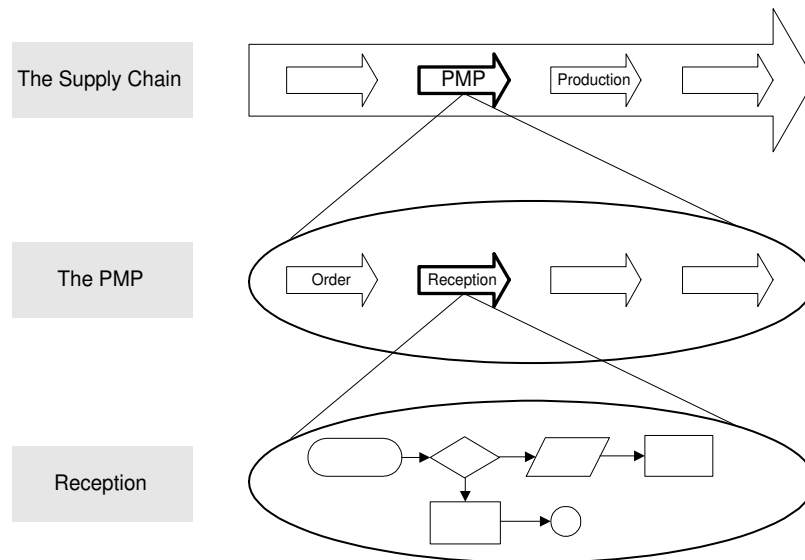 The Supply Chain
PMP
Production
The PMP
Order
Reception
Reception